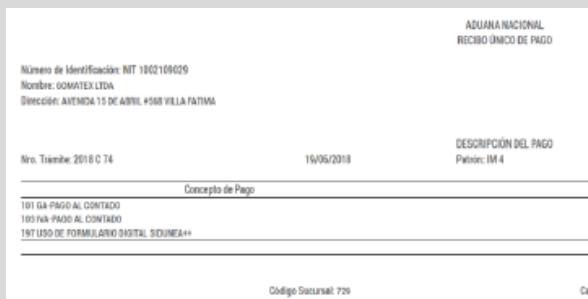 ADUANA NACIONAL
RECIBO ÚNICO DE PAGO
Número de Identificación: NIT 1002109029
Nombre: GOMATEX LTDA
Dirección: AVENIDA 15 DE ABRIL #568 VILLA FATIMA
DESCRIPCIÓN DEL PAGO
Nro. Trámite: 2018 C 74 19/06/2018 Patrón: IM 4
Concepto de Pago
101 GA-PAGO AL CONTADO
103 IVA-PAGO AL CONTADO
197 USO DE FORMULARIO DIGITAL SIDUNEA++
Código Sucursal: 729